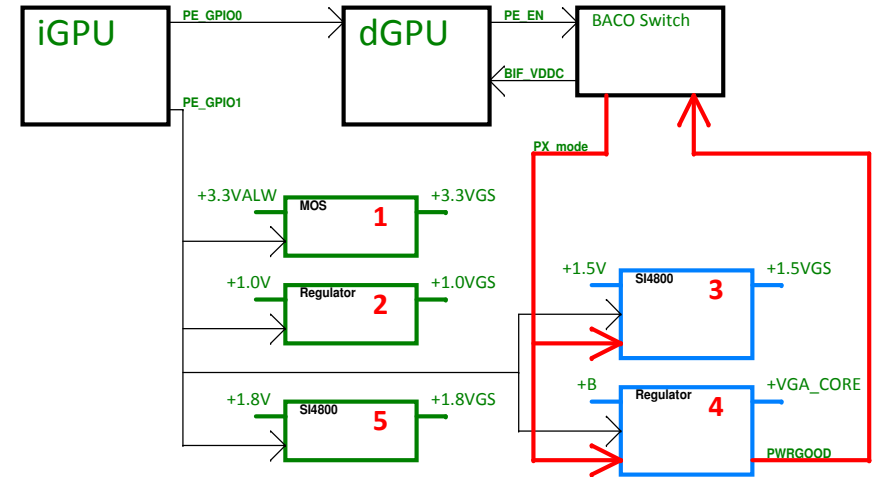 iGPU
PE_GPIO0
dGPU
PE_EN
BACO Switch
BIF_VDDC
PE_GPIO1
PX_mode
+3.3VALW
MOS
1
+3.3VGS
+1.0V
Regulator
2
+1.0VGS
+1.5V
SI4800
3
+1.5VGS
+1.8V
SI4800
5
+1.8VGS
+B
Regulator
4
+VGA_CORE
PWRGOOD